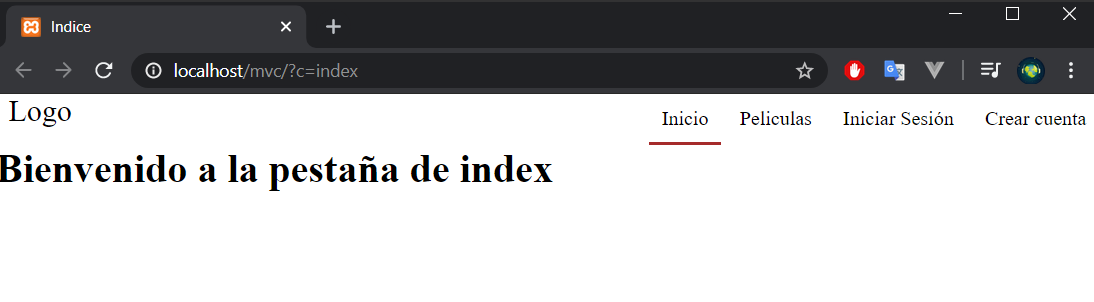 Indice
localhost/mvc/?c=index
Logo
Inicio Peliculas Iniciar Sesión Crear cuenta
Bienvenido a la pestaña de index